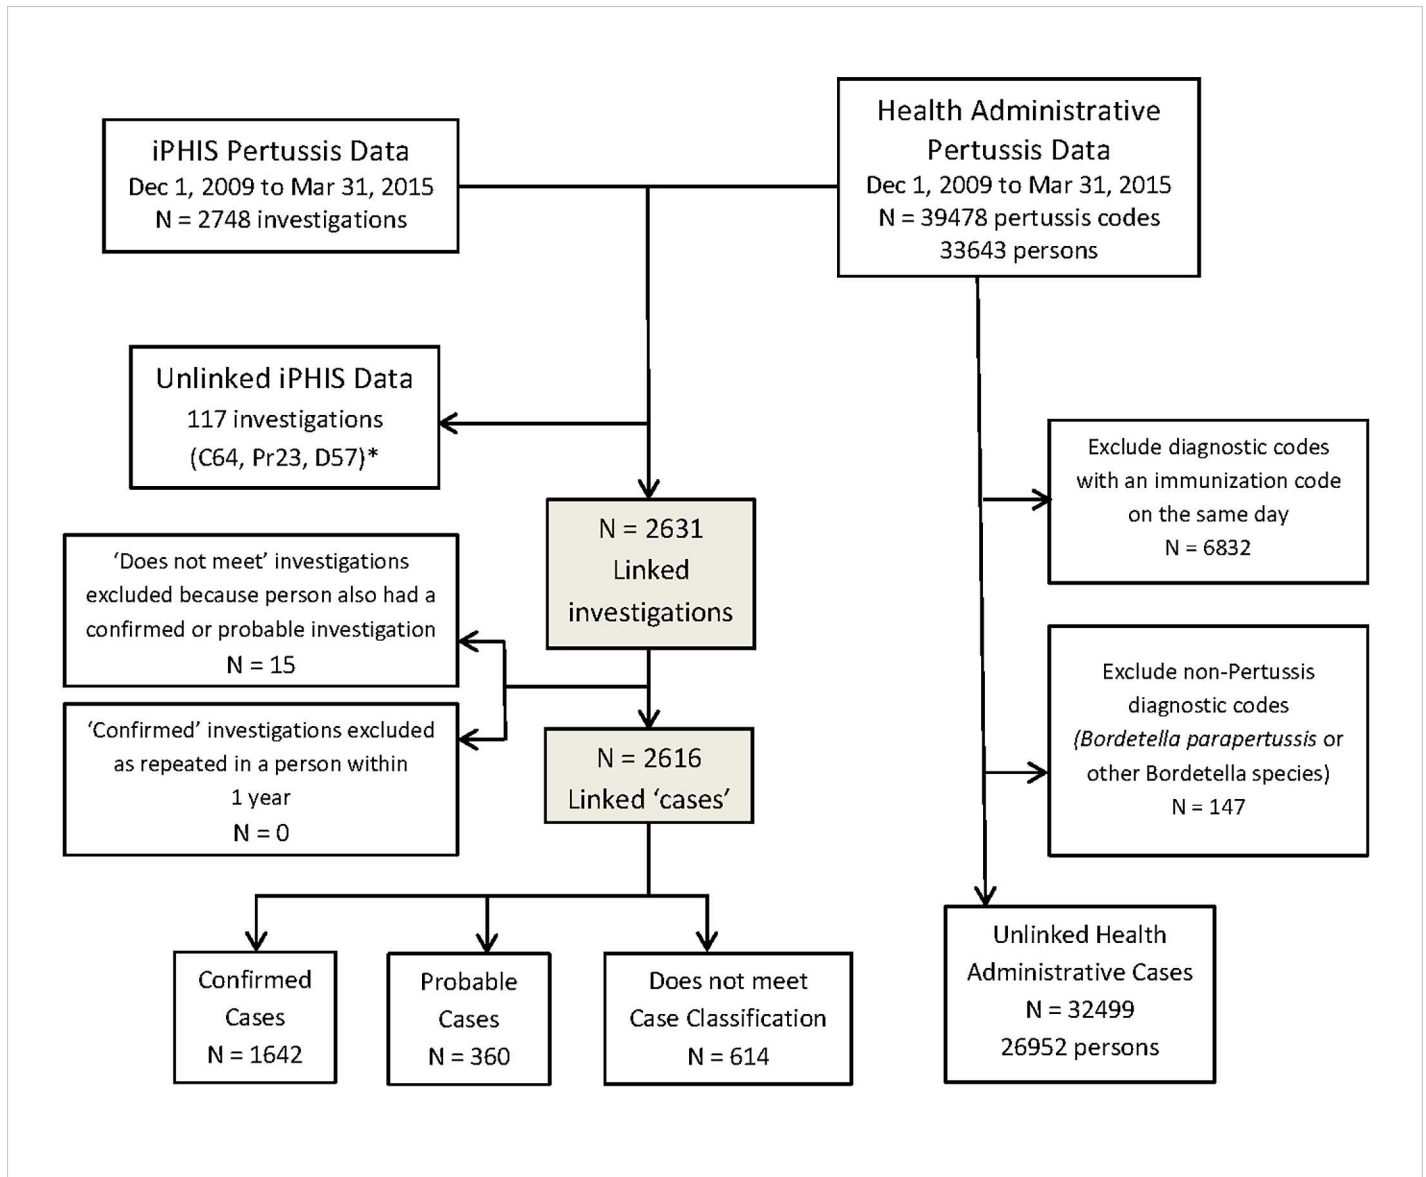 iPHIS Pertussis Data
Dec 1, 2009 to Mar 31, 2015
N = 2748 investigations
Health Administrative
Pertussis Data
Dec 1, 2009 to Mar 31, 2015
N = 39478 pertussis codes
33643 persons
Unlinked iPHIS Data
117 investigations
(C64, Pr23, D57)*
Exclude diagnostic codes
with an immunization code
on the same day
N = 6832
N = 2631
Linked
investigations
‘Does not meet’ investigations
excluded because person also had a
confirmed or probable investigation
N = 15
Exclude non-Pertussis
diagnostic codes
(Bordetella parapertussis or
other Bordetella species)
N = 147
‘Confirmed’ investigations excluded
as repeated in a person within
1 year
N = 0
N = 2616
Linked ‘cases’
Confirmed
Cases
N = 1642
Probable
Cases
N = 360
Does not meet
Case Classification
N = 614
Unlinked Health
Administrative Cases
N = 32499
26952 persons